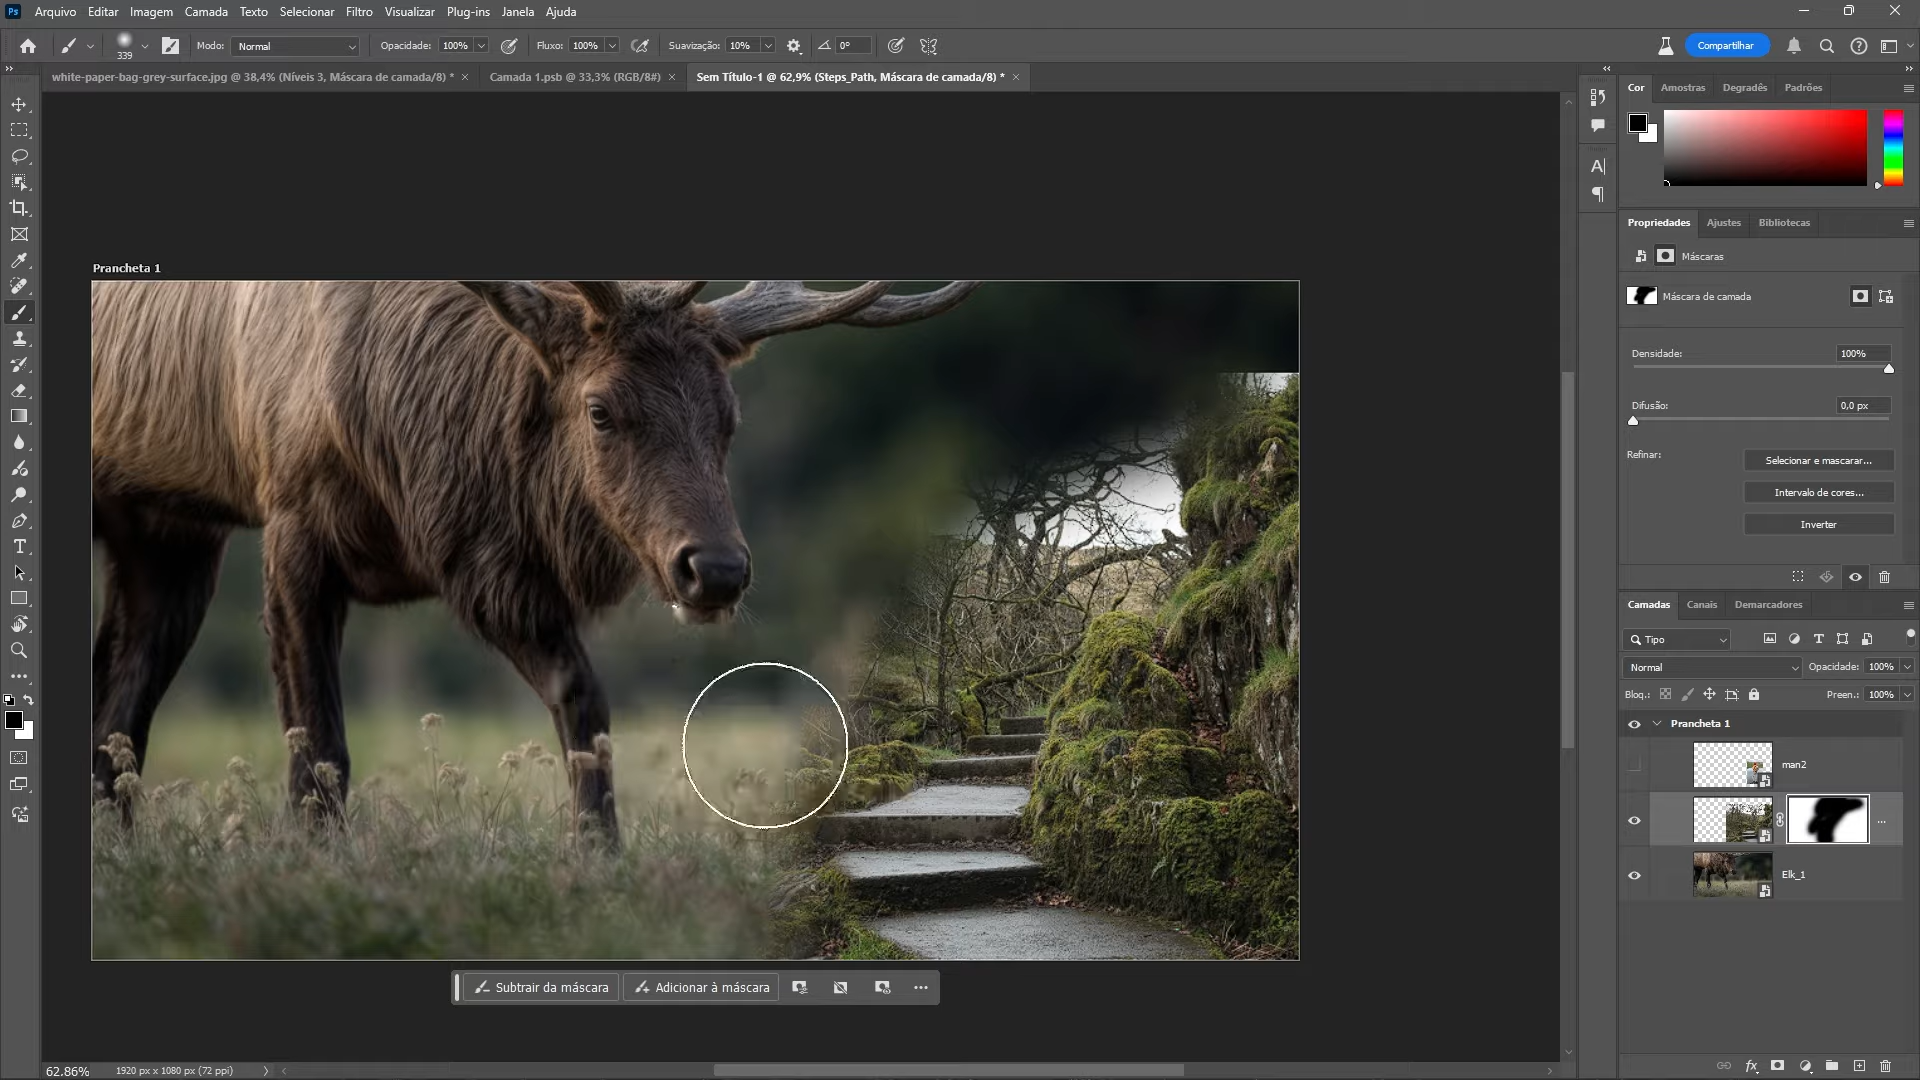 Ps Arquivo Editar Imagem Camada Texto Selecionar Filtro Visualizar Plug-ins Janela Ajuda
339 Modo: Normal Opacidade: 100% Fluxo: 100% Suavização: 10% 0° Compartilhar
white-paper-bag-grey-surface.jpg @ 38,4% (Níveis 3, Máscara de camada/8) * Camada 1.psb @ 33,3% (RGB/8#) Sem Título-1 @ 62,9% (Steps_Path, Máscara de camada/8) *
Cor Amostras Degradês Padrões
Propriedades Ajustes Bibliotecas
Máscaras
Prancheta 1
Máscara de camada
Densidade: 100%
Difusão: 0,0 px
Refinar: Selecionar e mascarar...
Intervalo de cores...
Inverter
Camadas Canais Demarcadores
Tipo
Normal Opacidade: 100%
Bloq.: Preen.: 100%
Prancheta 1
man2
...
Elk_1
Subtrair da máscara Adicionar à máscara
62.86% 1920 px x 1080 px (72 ppi)